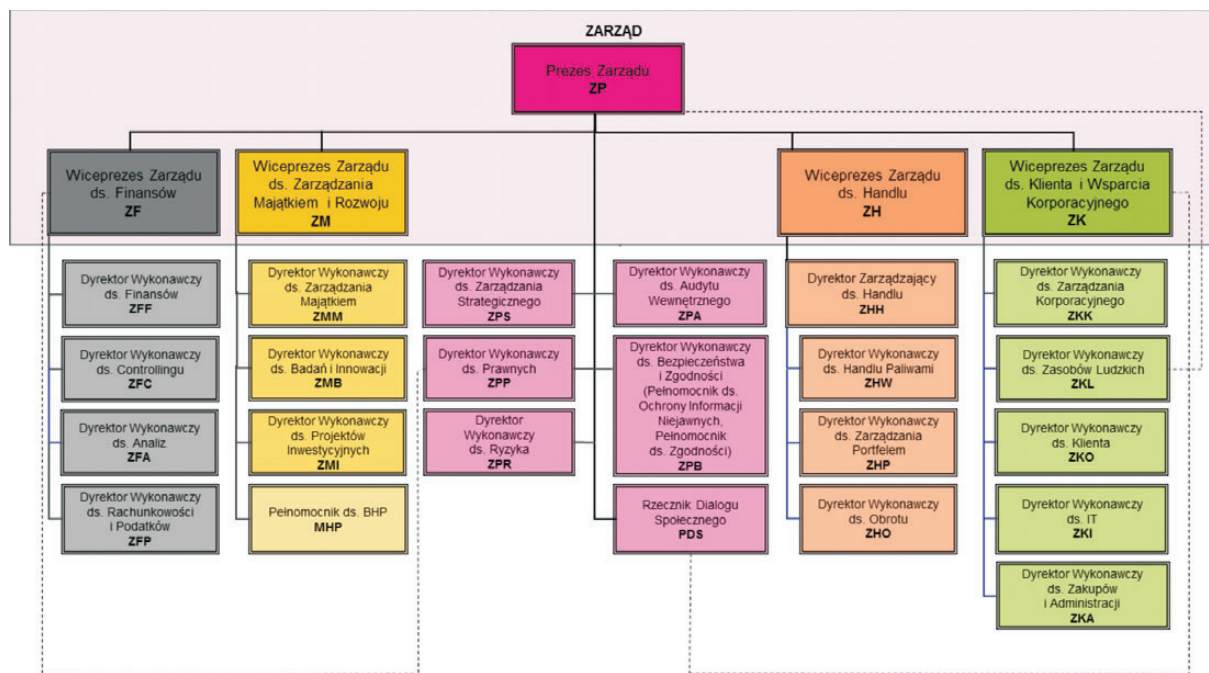 ZARZĄD
Prezes Zarządu
ZP
Wiceprezes Zarządu
ds. Finansów
ZF
Wiceprezes Zarządu
ds. Zarządzania
Majątkiem i Rozwoju
ZM
Wiceprezes Zarządu
ds. Handlu
ZH
Wiceprezes Zarządu
ds. Klienta i Wsparcia
Korporacyjnego
ZK
Dyrektor Wykonawczy
ds. Finansów
ZFF
Dyrektor Wykonawczy
ds. Controllingu
ZFC
Dyrektor Wykonawczy
ds. Analiz
ZFA
Dyrektor Wykonawczy
ds. Rachunkowości
i Podatków
ZFP
Dyrektor Wykonawczy
ds. Zarządzania
Majątkiem
ZMM
Dyrektor Wykonawczy
ds. Badań i Innowacji
ZMB
Dyrektor Wykonawczy
ds. Projektów
Inwestycyjnych
ZMI
Pełnomocnik ds. BHP
MHP
Dyrektor Wykonawczy
ds. Zarządzania
Strategicznego
ZPS
Dyrektor Wykonawczy
ds. Prawnych
ZPP
Dyrektor
Wykonawczy
ds. Ryzyka
ZPR
Dyrektor Wykonawczy
ds. Audytu
Wewnętrznego
ZPA
Dyrektor Wykonawczy
ds. Bezpieczeństwa
i Zgodności
(Pełnomocnik ds.
Ochrony Informacji
Niejawnych,
Pełnomocnik
ds. Zgodności)
ZPB
Rzecznik Dialogu
Społecznego
PDS
Dyrektor Zarządzający
ds. Handlu
ZHH
Dyrektor Wykonawczy
ds. Handlu Paliwami
ZHW
Dyrektor Wykonawczy
ds. Zarządzania
Portfelem
ZHP
Dyrektor Wykonawczy
ds. Obrotu
ZHO
Dyrektor Wykonawczy
ds. Zarządzania
Korporacyjnego
ZKK
Dyrektor Wykonawczy
ds. Zasobów Ludzkich
ZKL
Dyrektor Wykonawczy
ds. Klienta
ZKO
Dyrektor Wykonawczy
ds. IT
ZKI
Dyrektor Wykonawczy
ds. Zakupów
i Administracji
ZKA